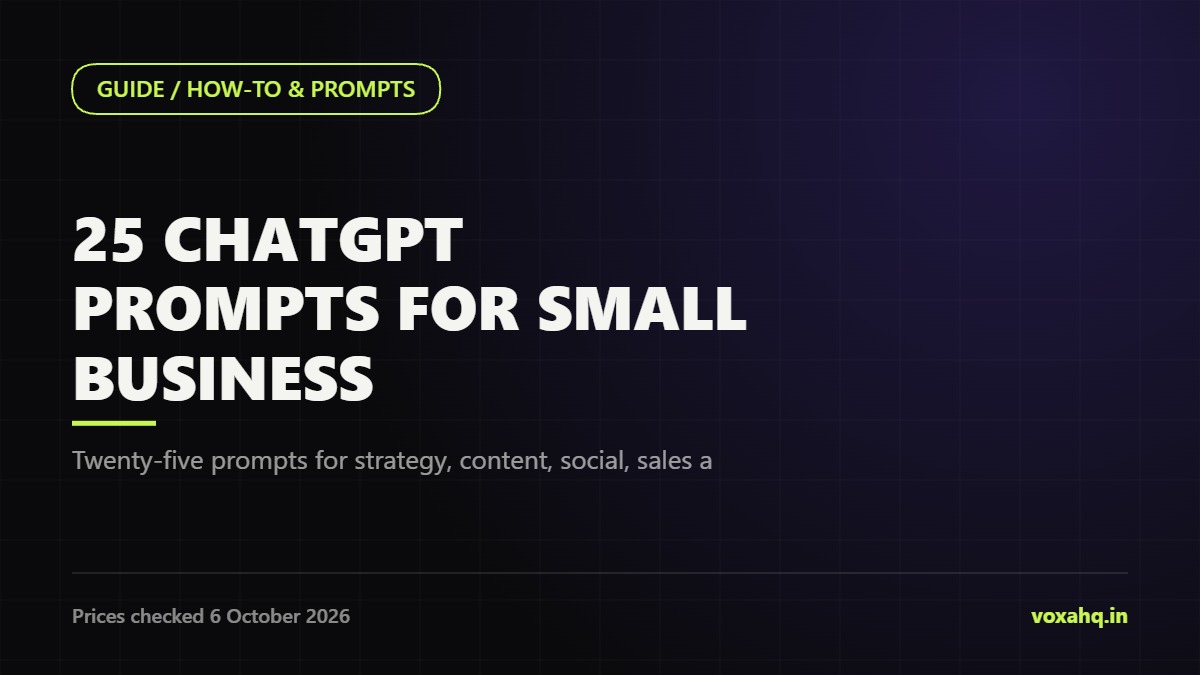 GUIDE / HOW-TO & PROMPTS
25 CHATGPT
PROMPTS FOR SMALL
BUSINESS
Twenty-five prompts for strategy, content, social, sales a
Prices checked 6 October 2026
voxahq.in